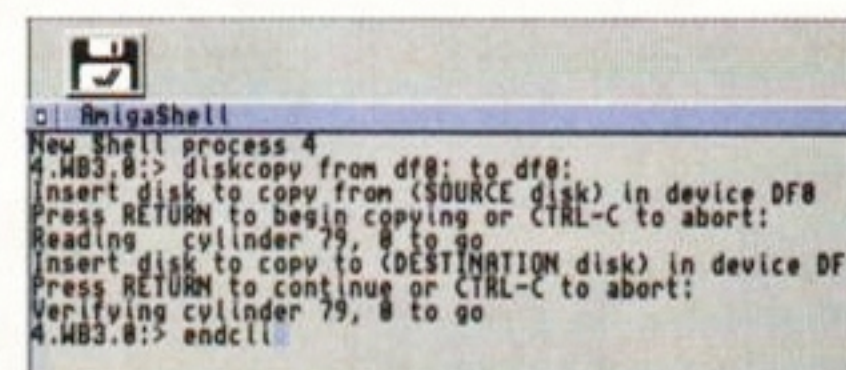 AmigaShell
New Shell process 4
4.WB3.0:> diskcopy from df0: to df0:
Insert disk to copy from (SOURCE disk) in device DF0
Press RETURN to begin copying or CTRL-C to abort:
Reading cylinder 79, 0 to go
Insert disk to copy to (DESTINATION disk) in device DF
Press RETURN to continue or CTRL-C to abort:
Verifying cylinder 79, 0 to go
4.WB3.0:> endcli